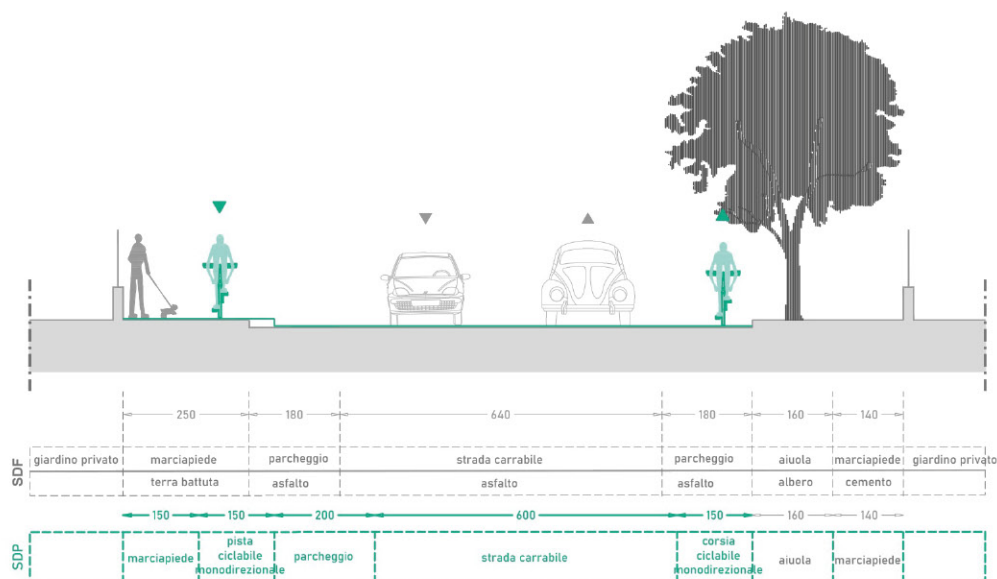 250 180 640 180 160 140
SDF
giardino privato marciapiede parcheggio strada carrabile parcheggio aiuola marciapiede giardino privato
terra battuta asfalto asfalto asfalto albero cemento
150 150 200 600 150 160 140
SDP
marciapiede pista ciclabile monodirezionale parcheggio strada carrabile corsia ciclabile monodirezionale aiuola marciapiede